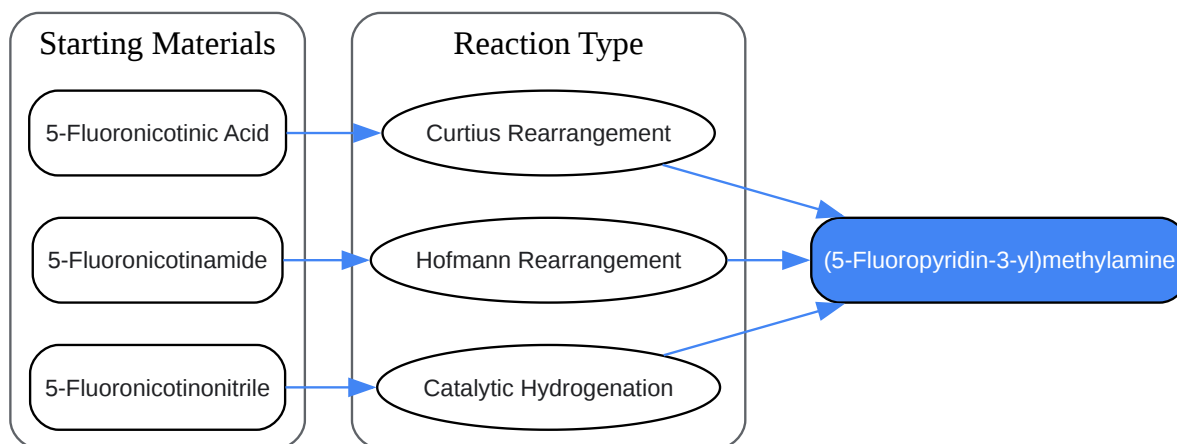 Starting Materials
Reaction Type
5-Fluoronicotinic Acid
Curtius Rearrangement
5-Fluoronicotinamide
Hofmann Rearrangement
(5-Fluoropyridin-3-yl)methylamine
5-Fluoronicotinonitrile
Catalytic Hydrogenation